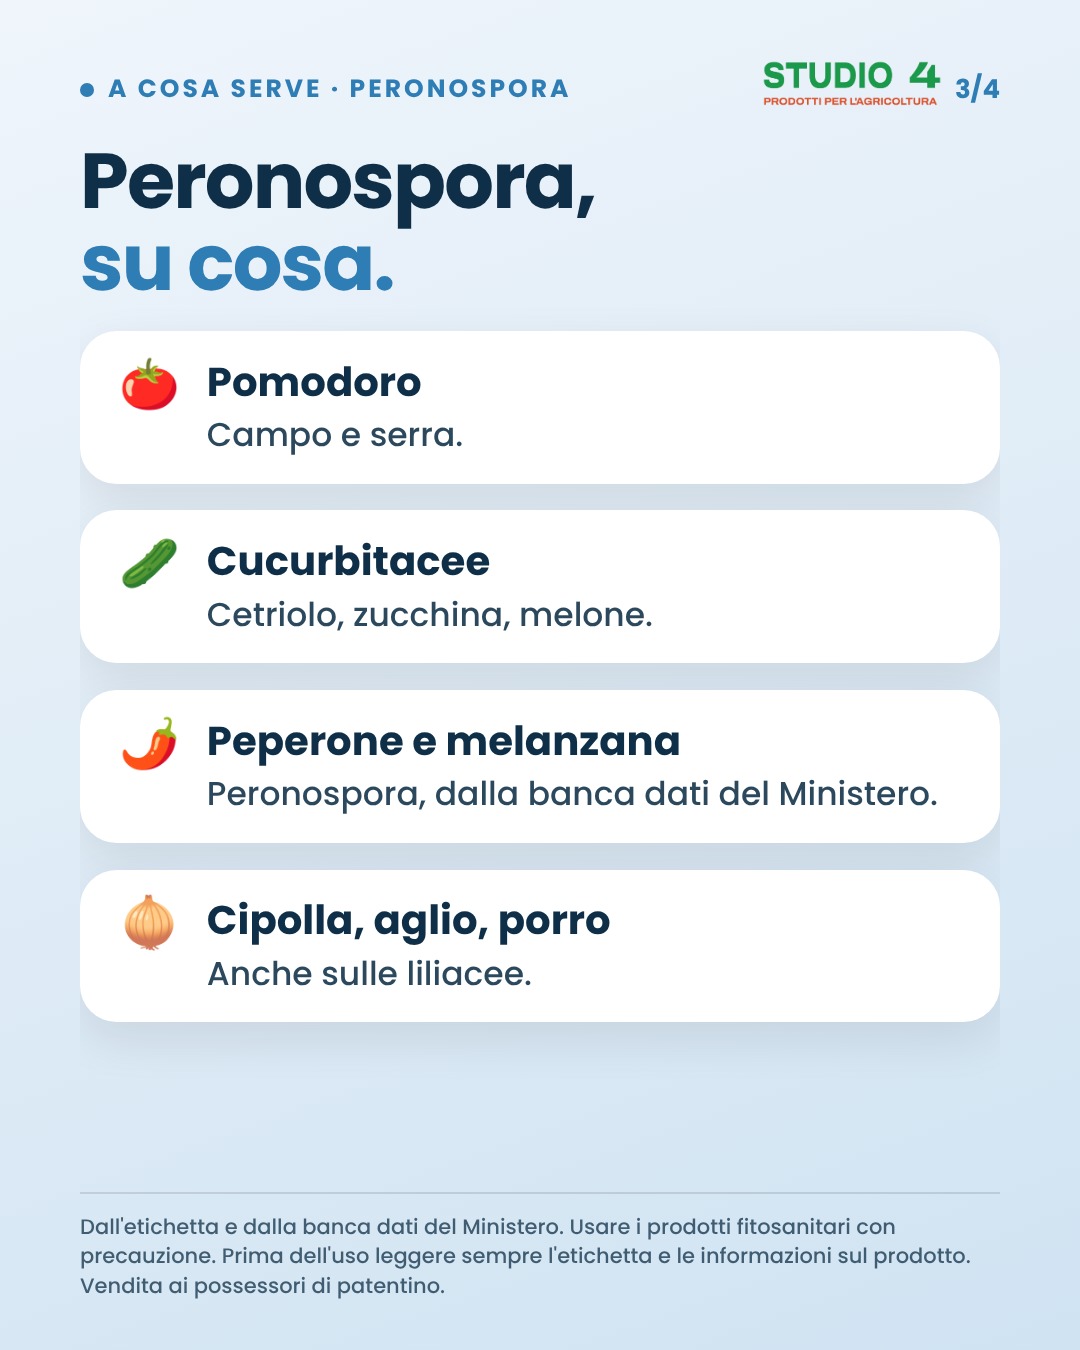 A COSA SERVE · PERONOSPORA
STUDIO 4
PRODOTTI PER L'AGRICOLTURA
3/4
Peronospora,
su cosa.
Pomodoro
Campo e serra.
Cucurbitacee
Cetriolo, zucchina, melone.
Peperone e melanzana
Peronospora, dalla banca dati del Ministero.
Cipolla, aglio, porro
Anche sulle liliacee.
Dall'etichetta e dalla banca dati del Ministero. Usare i prodotti fitosanitari con
precauzione. Prima dell'uso leggere sempre l'etichetta e le informazioni sul prodotto.
Vendita ai possessori di patentino.